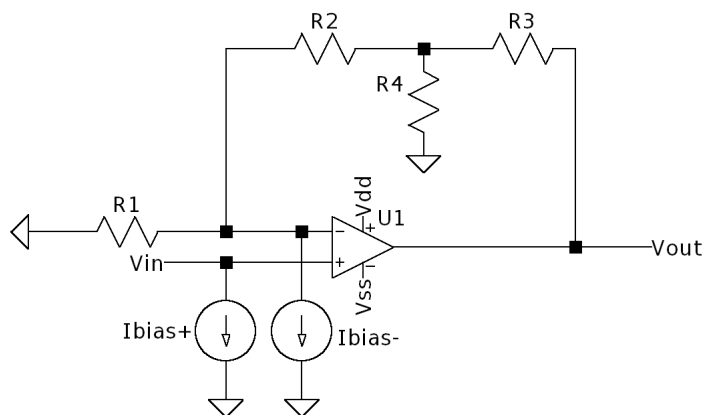 R2
R3
R4
R1
Vdd
U1
-
+
Vin
+
-
Vout
Vss
Ibias+
Ibias-